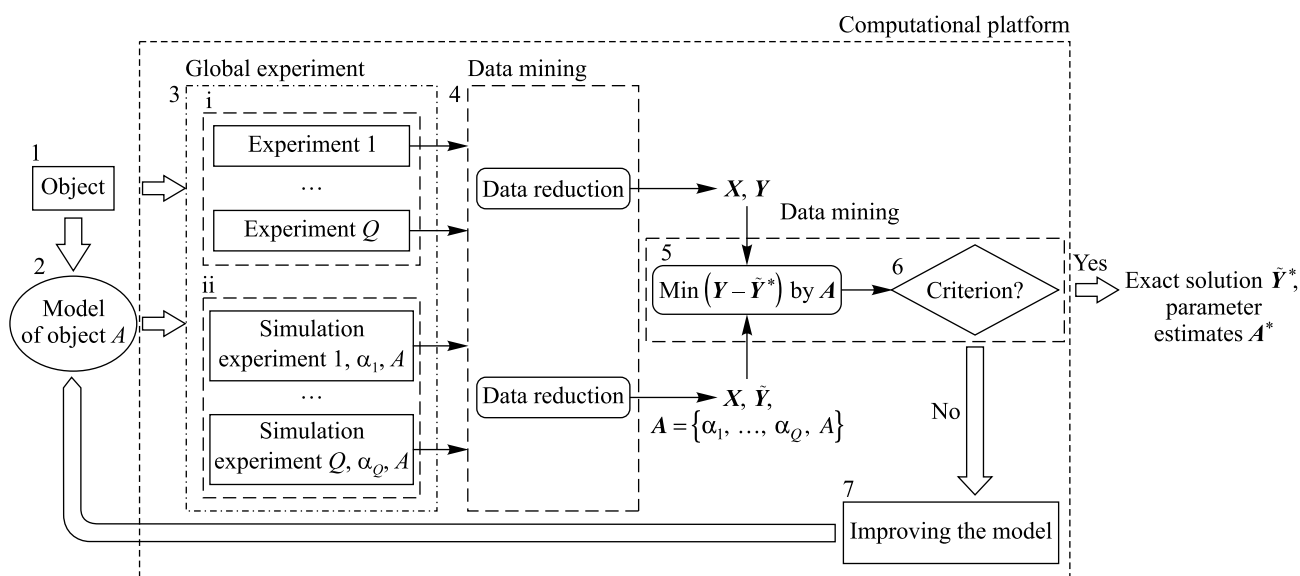 Computational platform
Global experiment
Data mining
3
i
4
Experiment 1
1
Object
…
Data reduction
X, Y
Experiment Q
Data mining
2
5
6
Yes
Model
of object A
ii
Min (Y – Ỹ*) by A
Criterion?
Exact solution Ỹ*,
parameter
estimates A*
Simulation
experiment 1, α₁, A
…
Data reduction
X, Ỹ,
A = {α₁, …, α_Q, A}
No
Simulation
experiment Q, α_Q, A
7
Improving the model